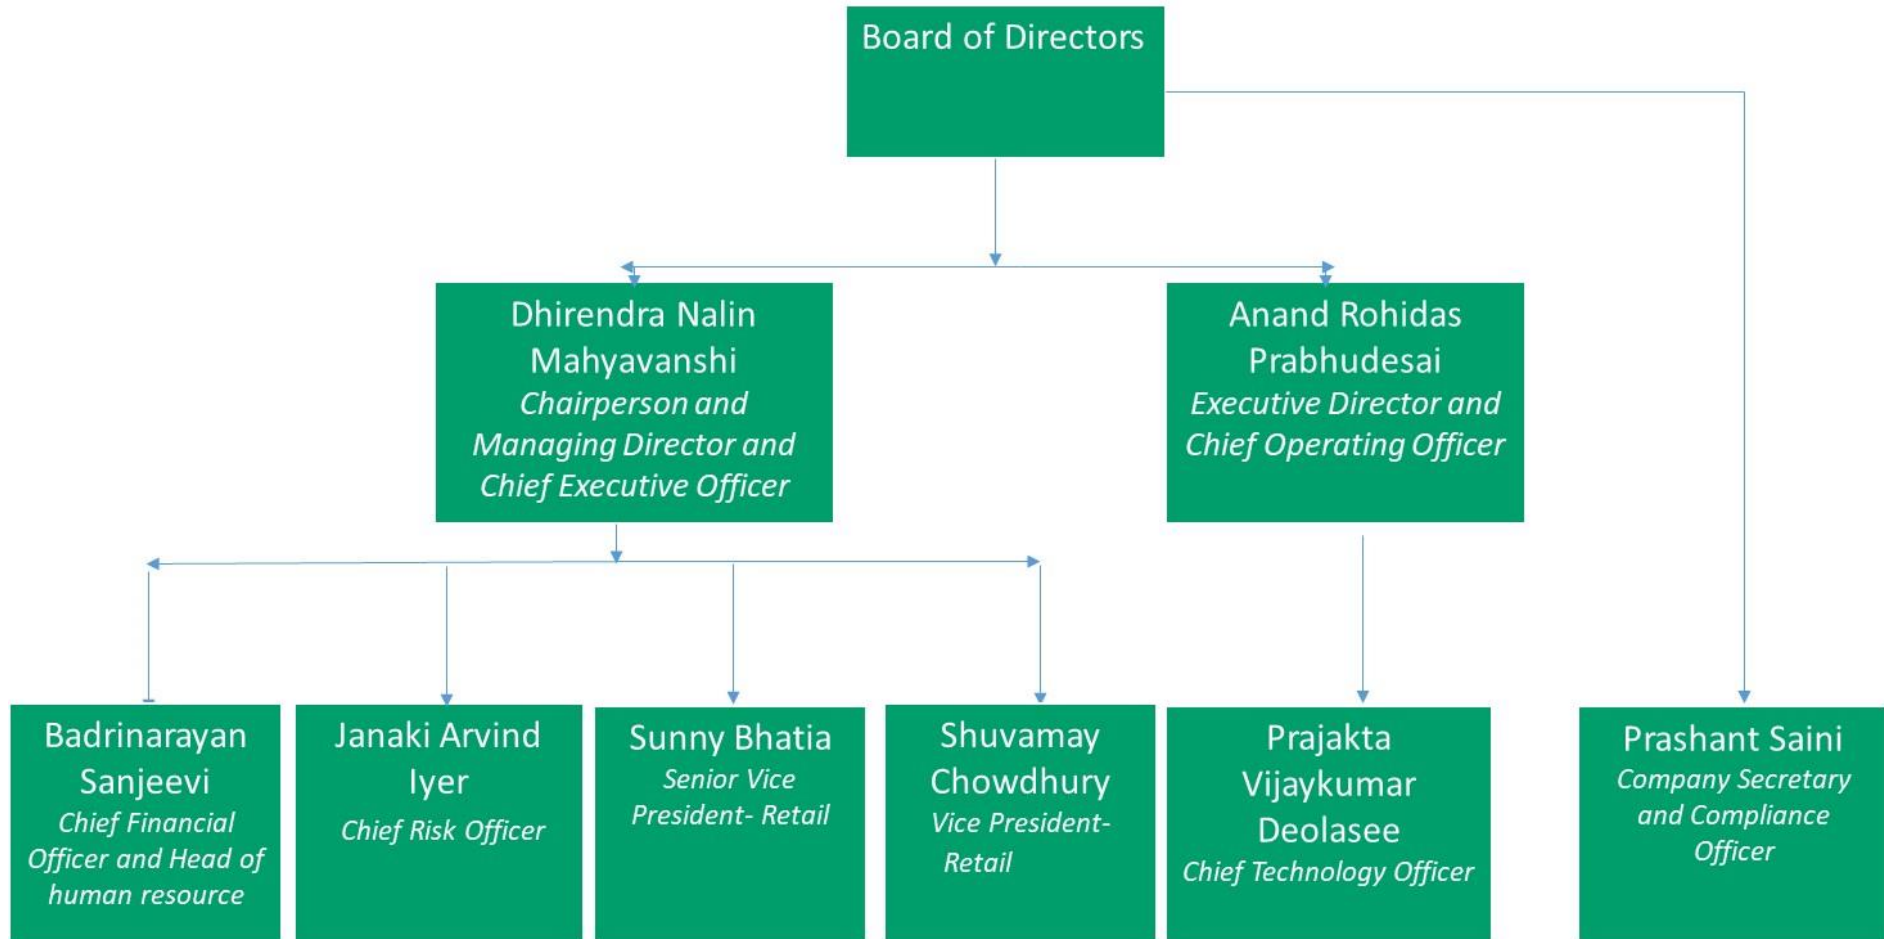 Board of Directors
Dhirendra Nalin
Mahyavanshi
Chairperson and
Managing Director and
Chief Executive Officer
Anand Rohidas
Prabhudesai
Executive Director and
Chief Operating Officer
Badrinarayan
Sanjeevi
Chief Financial
Officer and Head of
human resource
Janaki Arvind
Iyer
Chief Risk Officer
Sunny Bhatia
Senior Vice
President- Retail
Shuvamay
Chowdhury
Vice President-
Retail
Prajakta
Vijaykumar
Deolasee
Chief Technology Officer
Prashant Saini
Company Secretary
and Compliance
Officer